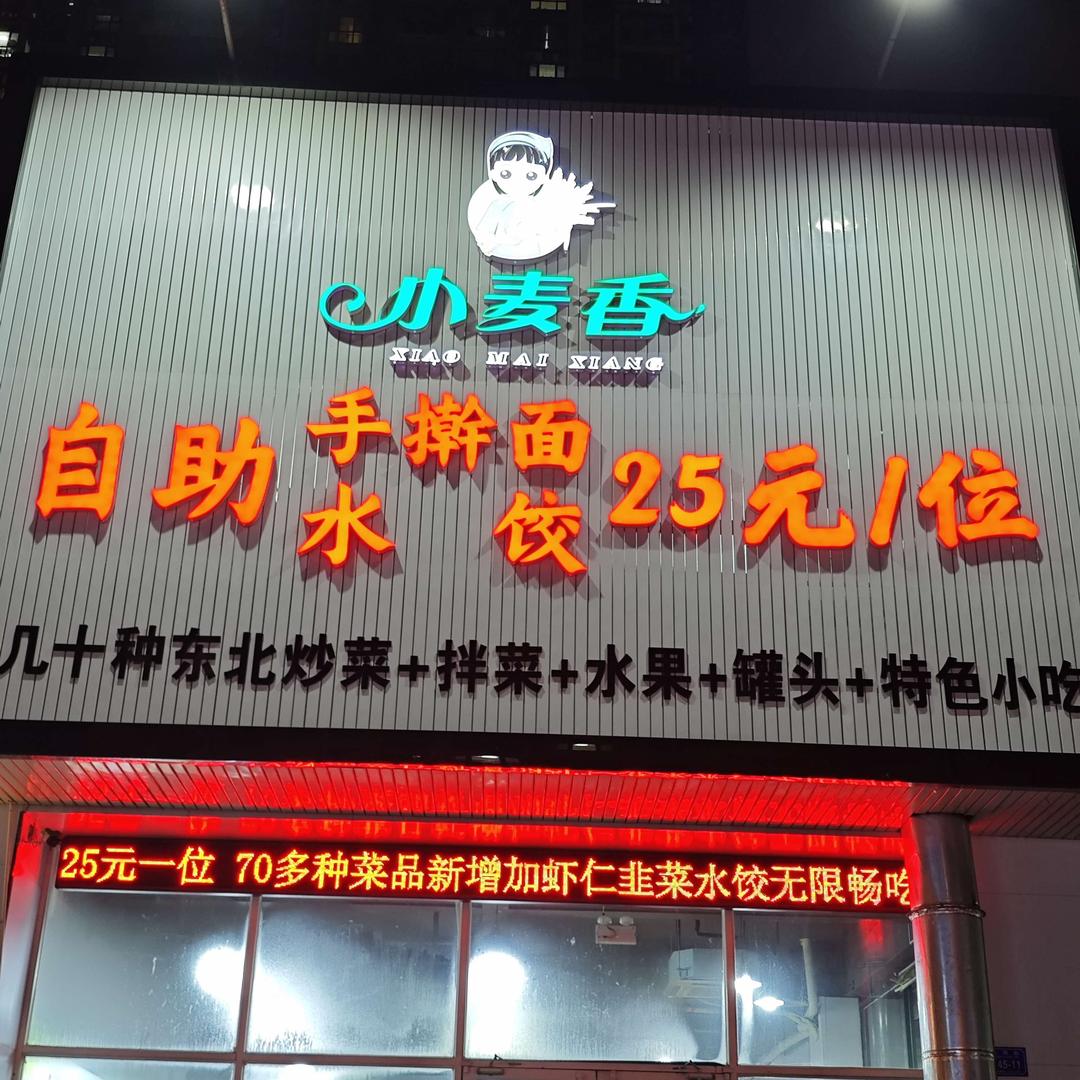 小麦香
XIAO MAI XIANG
自助手擀面水饺25元/位
几十种东北炒菜+拌菜+水果+罐头+特色小吃
25元一位 70多种菜品新增加虾仁韭菜水饺无限畅吃
45-11